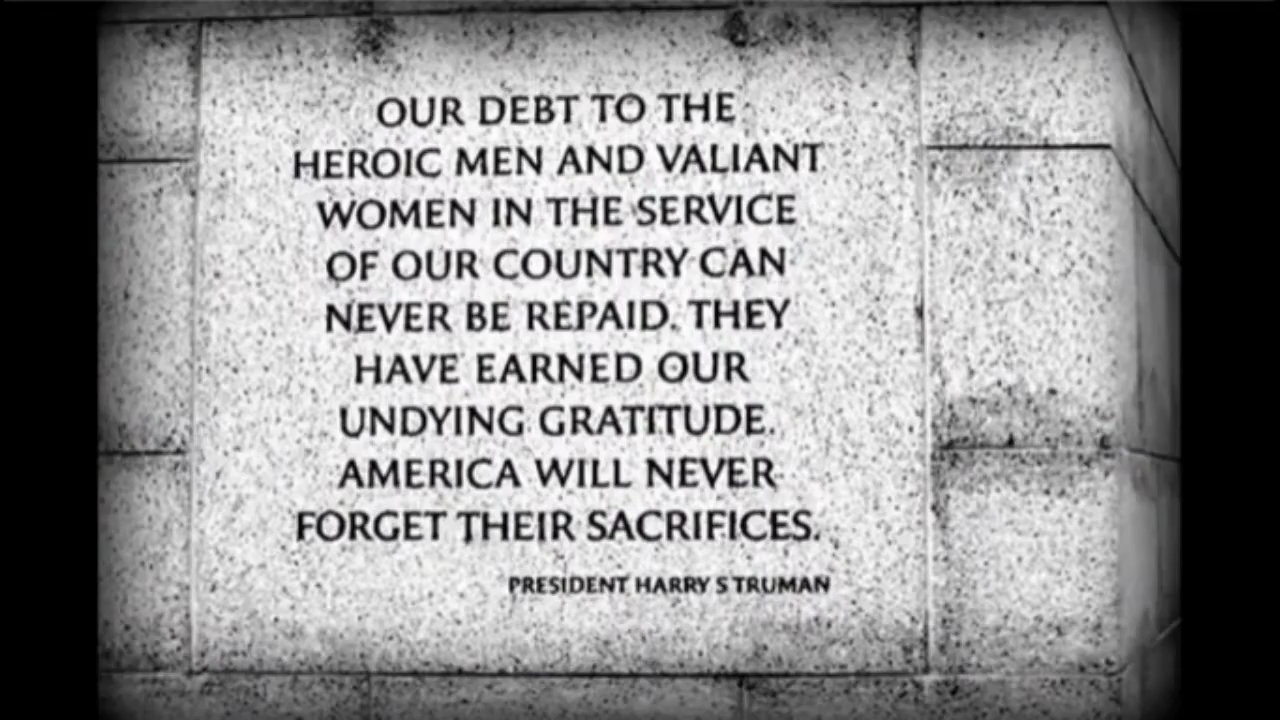 OUR DEBT TO THE
HEROIC MEN AND VALIANT
WOMEN IN THE SERVICE
OF OUR COUNTRY CAN
NEVER BE REPAID. THEY
HAVE EARNED OUR
UNDYING GRATITUDE.
AMERICA WILL NEVER
FORGET THEIR SACRIFICES.
PRESIDENT HARRY S TRUMAN